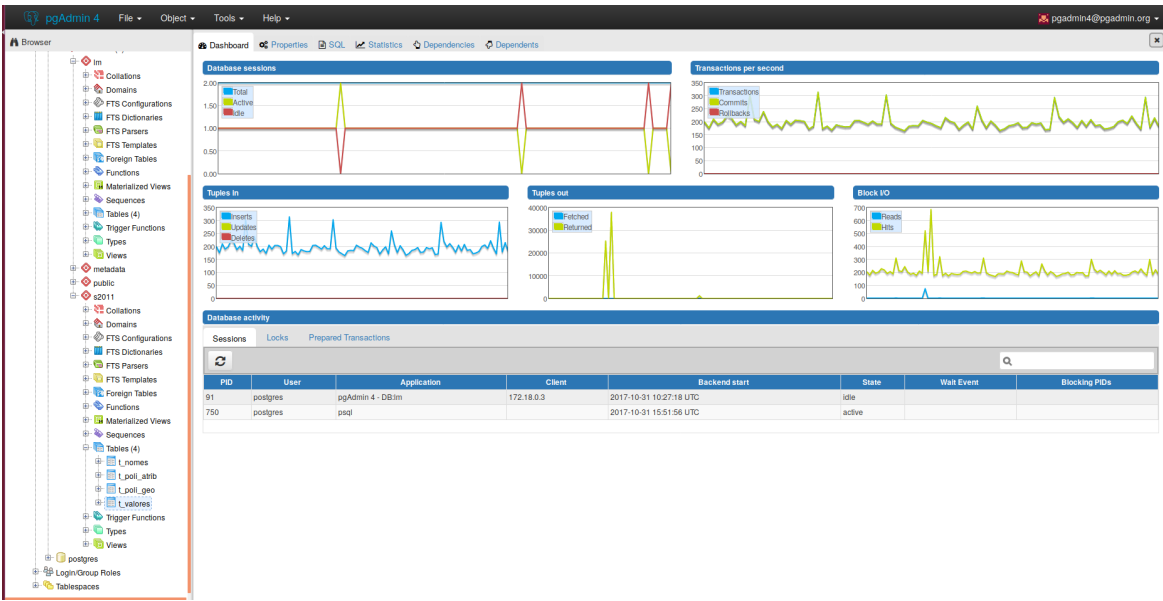 pgAdmin 4 File Object Tools Help pgadmin4@pgadmin.org
Browser
Dashboard Properties SQL Statistics Dependencies Dependents
lm
Collations
Domains
FTS Configurations
FTS Dictionaries
FTS Parsers
FTS Templates
Foreign Tables
Functions
Materialized Views
Sequences
Tables (4)
Trigger Functions
Types
Views
metadata
public
s2011
Collations
Domains
FTS Configurations
FTS Dictionaries
FTS Parsers
FTS Templates
Foreign Tables
Functions
Materialized Views
Sequences
Tables (4)
t_nomes
t_poli_atrib
t_poli_geo
t_valores
Trigger Functions
Types
Views
postgres
Login/Group Roles
Tablespaces
Database sessions
2.00
1.50
1.00
0.50
0.00
Total
Active
Idle
Transactions per second
350
300
250
200
150
100
50
0
Transactions
Commits
Rollbacks
Tuples in
350
300
250
200
150
100
50
0
Inserts
Updates
Deletes
Tuples out
40000
30000
20000
10000
0
Fetched
Returned
Block I/O
700
600
500
400
300
200
100
0
Reads
Hits
Database activity
Sessions Locks Prepared Transactions
PID User Application Client Backend start State Wait Event Blocking PIDs
91 postgres pgAdmin 4 - DB:lm 172.18.0.3 2017-10-31 10:27:18 UTC idle
750 postgres psql 2017-10-31 15:51:56 UTC active